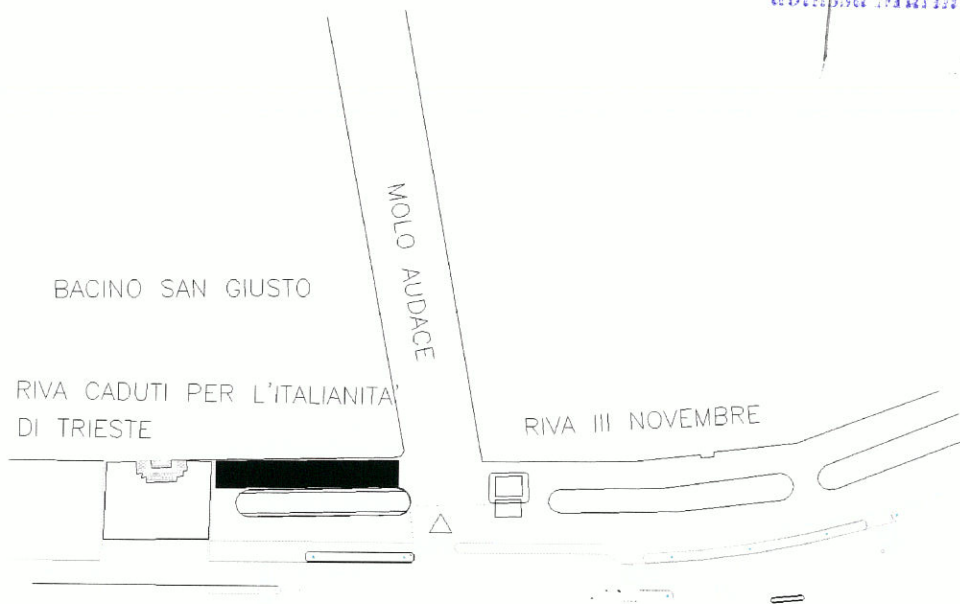 MOLO AUDACE
BACINO SAN GIUSTO
RIVA CADUTI PER L'ITALIANITA'
DI TRIESTE
RIVA III NOVEMBRE